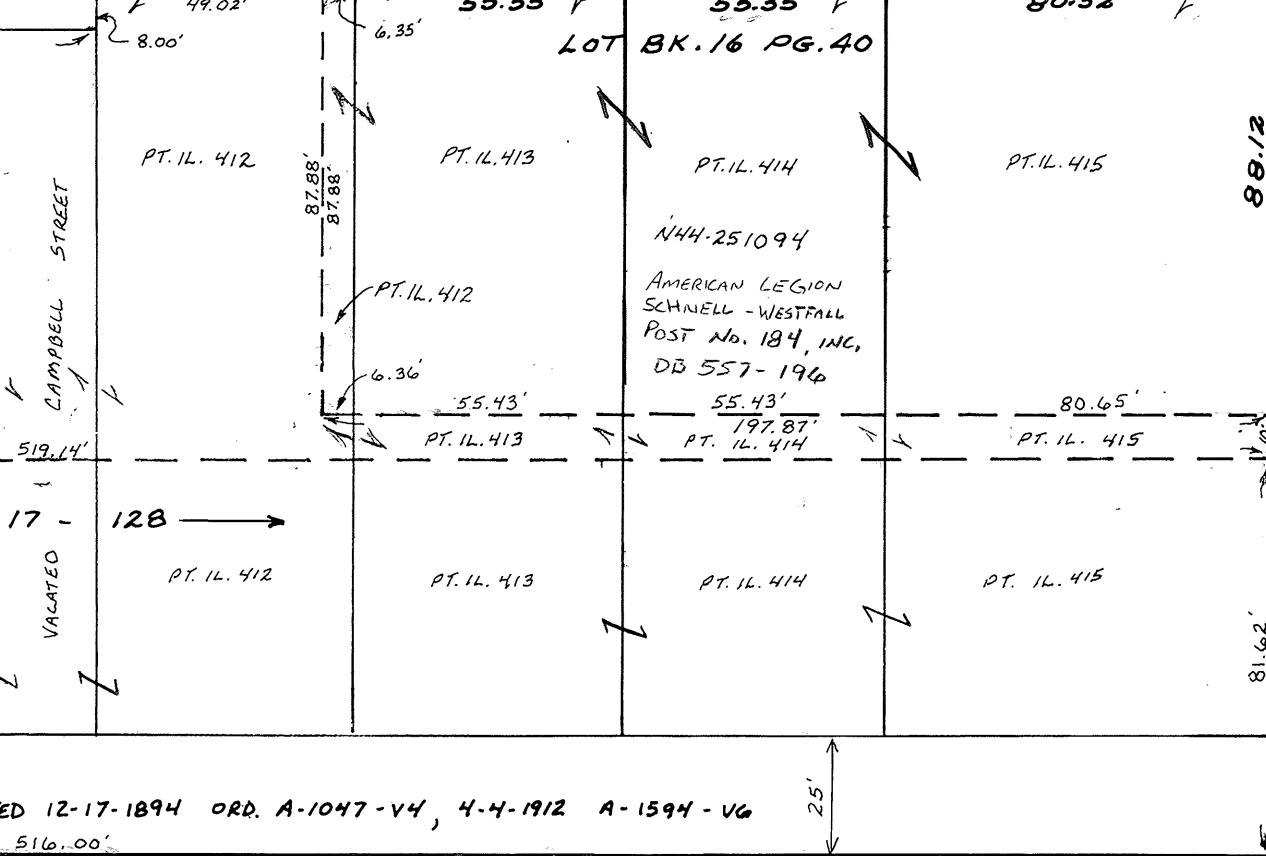 49.02'
55.35
55.35
80.52
8.00'
6.35'
LOT BK.16 PG.40
PT. IL. 412
PT. IL. 413
PT. IL. 414
PT. IL. 415
88.12
87.88'
87.88'
CAMPBELL STREET
N44-251094
AMERICAN LEGION
SCHNELL - WESTFALL
POST No. 184, INC.
DB 557-196
PT. IL. 412
6.36'
55.43'
55.43'
80.65'
197.87'
PT. IL. 413
PT. IL. 414
PT. IL. 415
519.14'
17 - 128
VACATED
PT. IL. 412
PT. IL. 413
PT. IL. 414
PT. IL. 415
81.62'
25'
ED 12-17-1894 ORD. A-1047-V4, 4-4-1912 A-1594-V6
516.00'